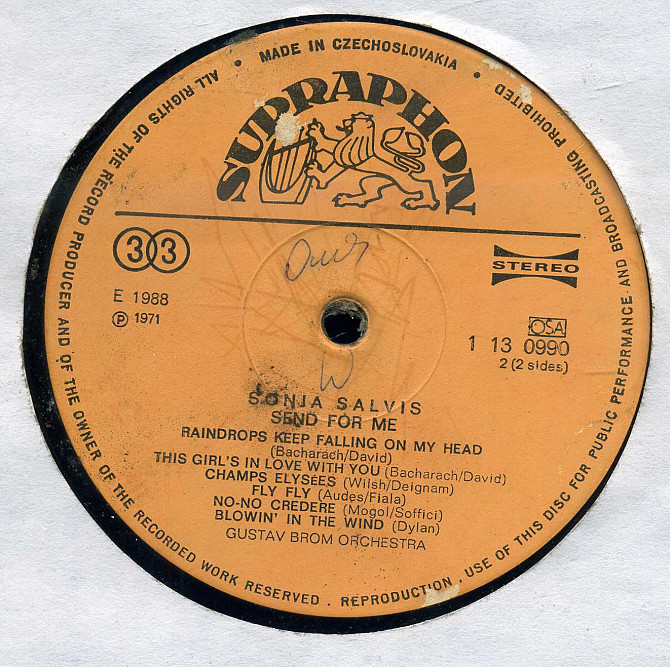 ALL RIGHTS OF THE RECORD PRODUCER AND OF THE OWNER OF THE RECORDED WORK RESERVED . REPRODUCTION . USE OF THIS DISC FOR PUBLIC PERFORMANCE AND BROADCASTING PROHIBITED
• MADE IN CZECHOSLOVAKIA •
SUPRAPHON
33
STEREO
E 1988
℗ 1971
OSA
1 13 0990
2 (2 sides)
SONJA SALVIS
SEND FOR ME
RAINDROPS KEEP FALLING ON MY HEAD
(Bacharach/David)
THIS GIRL'S IN LOVE WITH YOU (Bacharach/David)
CHAMPS ELYSÉES (Wilsh/Deignam)
FLY FLY (Audes/Fiala)
NO-NO CREDERE (Mogol/Soffici)
BLOWIN' IN THE WIND (Dylan)
GUSTAV BROM ORCHESTRA